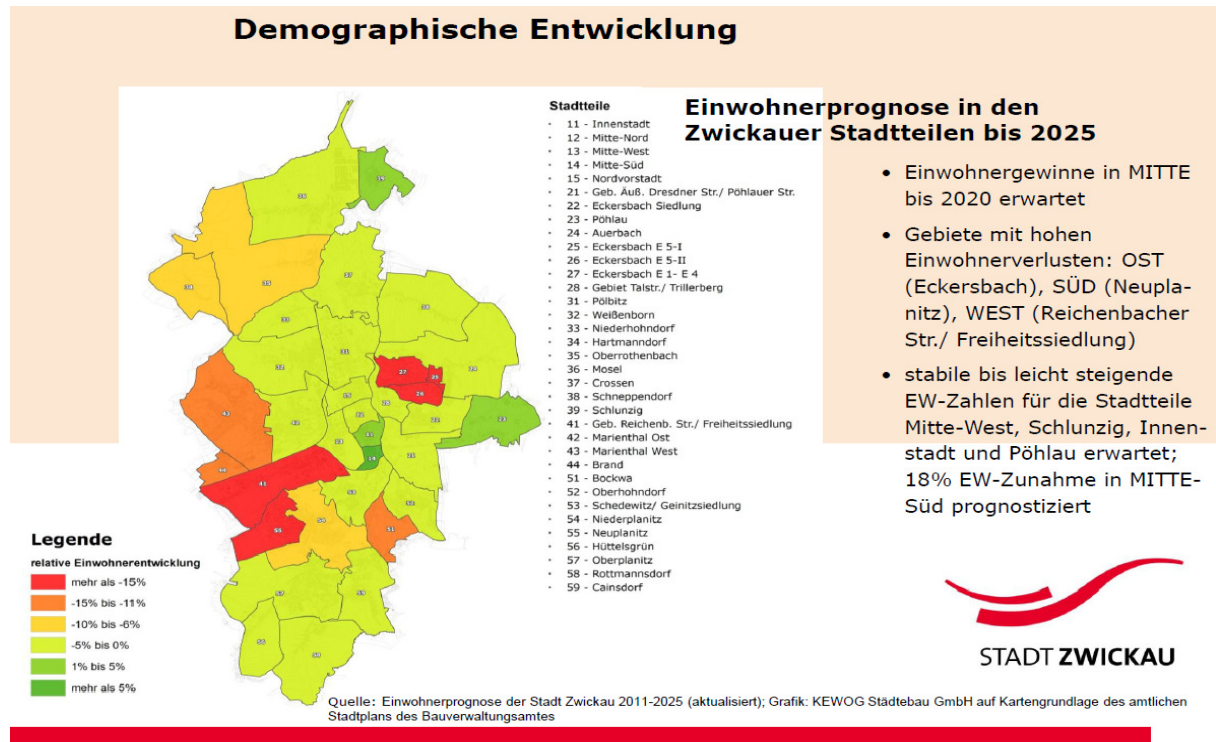 Demographische Entwicklung
Stadtteile
· 11 - Innenstadt
· 12 - Mitte-Nord
· 13 - Mitte-West
· 14 - Mitte-Süd
· 15 - Nordvorstadt
· 21 - Geb. Äuß. Dresdner Str./ Pöhlauer Str.
· 22 - Eckersbach Siedlung
· 23 - Pöhlau
· 24 - Auerbach
· 25 - Eckersbach E 5-I
· 26 - Eckersbach E 5-II
· 27 - Eckersbach E 1- E 4
· 28 - Gebiet Talstr./ Trillerberg
· 31 - Pölbitz
· 32 - Weißenborn
· 33 - Niederhohndorf
· 34 - Hartmanndorf
· 35 - Oberrothenbach
· 36 - Mosel
· 37 - Crossen
· 38 - Schneppendorf
· 39 - Schlunzig
· 41 - Geb. Reichenb. Str./ Freiheitssiedlung
· 42 - Marienthal Ost
· 43 - Marienthal West
· 44 - Brand
· 51 - Bockwa
· 52 - Oberhohndorf
· 53 - Schedewitz/ Geinitzsiedlung
· 54 - Niederplanitz
· 55 - Neuplanitz
· 56 - Hüttelsgrün
· 57 - Oberplanitz
· 58 - Rottmannsdorf
· 59 - Cainsdorf
Einwohnerprognose in den
Zwickauer Stadtteilen bis 2025
• Einwohnergewinne in MITTE
bis 2020 erwartet
• Gebiete mit hohen
Einwohnerverlusten: OST
(Eckersbach), SÜD (Neupla-
nitz), WEST (Reichenbacher
Str./ Freiheitssiedlung)
• stabile bis leicht steigende
EW-Zahlen für die Stadtteile
Mitte-West, Schlunzig, Innen-
stadt und Pöhlau erwartet;
18% EW-Zunahme in MITTE-
Süd prognostiziert
Legende
relative Einwohnerentwicklung
mehr als -15%
-15% bis -11%
-10% bis -6%
-5% bis 0%
1% bis 5%
mehr als 5%
STADT ZWICKAU
Quelle: Einwohnerprognose der Stadt Zwickau 2011-2025 (aktualisiert); Grafik: KEWOG Städtebau GmbH auf Kartengrundlage des amtlichen
Stadtplans des Bauverwaltungsamtes